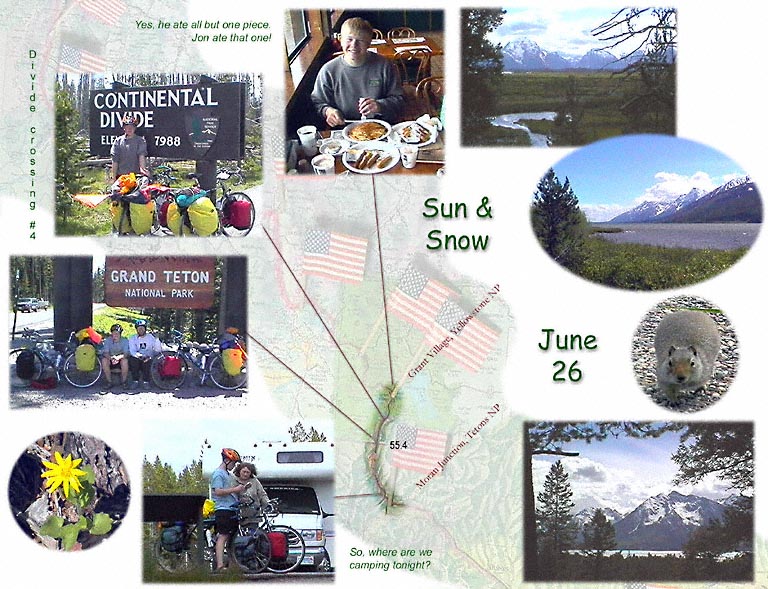 Yes, he ate all but one piece.
Jon ate that one!
Divide crossing #4
CONTINENTAL
DIVIDE
7988
Sun &
Snow
GRAND TETON
NATIONAL PARK
Grant Village, Yellowstone NP
June
26
55.4
Moran Junction, Tetons NP
So, where are we
camping tonight?